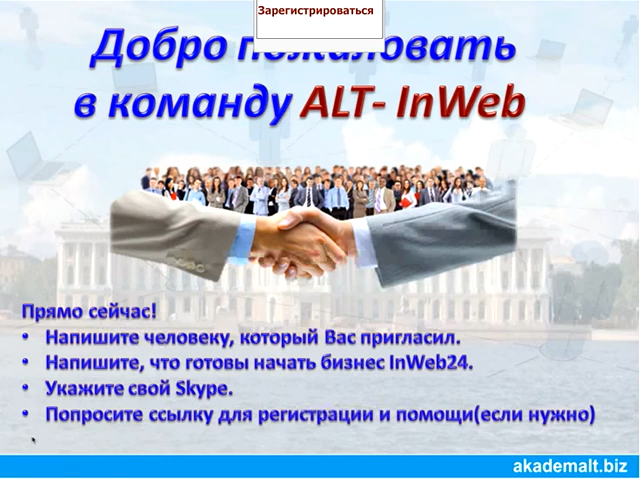 Зарегистрироваться
Добро пожаловать
в команду ALT- InWeb
Прямо сейчас!
• Напишите человеку, который Вас пригласил.
• Напишите, что готовы начать бизнес InWeb24.
• Укажите свой Skype.
• Попросите ссылку для регистрации и помощи(если нужно)
akademalt.biz